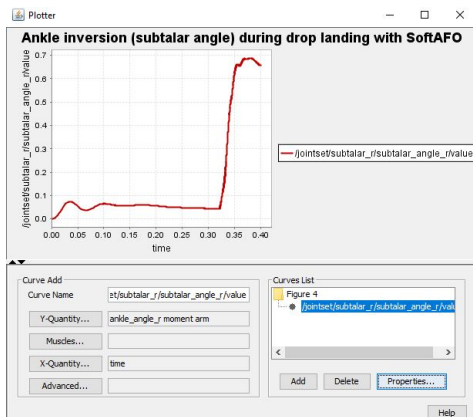 Plotter
Ankle inversion (subtalar angle) during drop landing with SoftAFO
/jointset/subtalar_r/subtalar_angle_r/value
0.7
0.6
0.5
0.4
0.3
0.2
0.1
0.0
0.00 0.05 0.10 0.15 0.20 0.25 0.30 0.35 0.40
time
/jointset/subtalar_r/subtalar_angle_r/value
Curve Add
Curve Name
et/subtalar_r/subtalar_angle_r/value
Y-Quantity...
ankle_angle_r moment arm
Muscles...
X-Quantity...
time
Advanced...
Curves List
Figure 4
/jointset/subtalar_r/subtalar_angle_r/val
Add Delete Properties...
Help